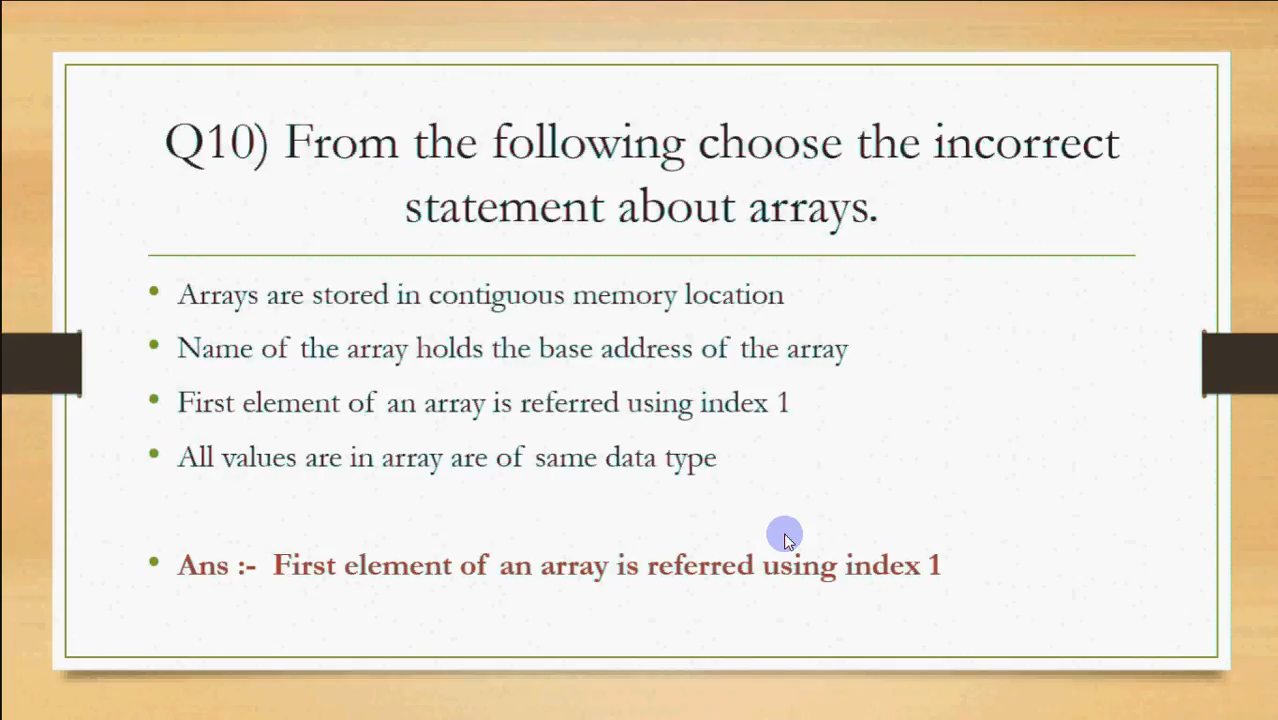 Q10) From the following choose the incorrect
statement about arrays.
• Arrays are stored in contiguous memory location
• Name of the array holds the base address of the array
• First element of an array is referred using index 1
• All values are in array are of same data type
• Ans :- First element of an array is referred using index 1